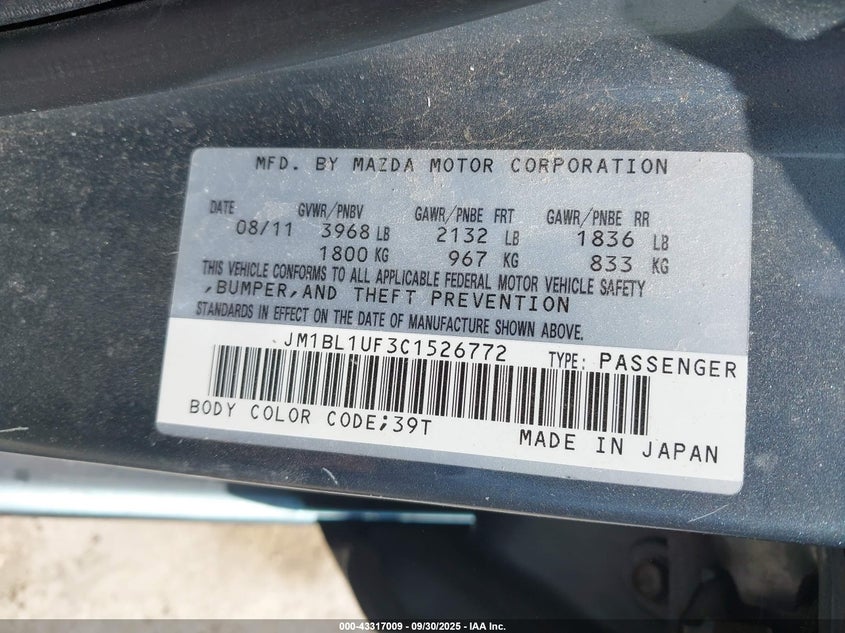 MFD. BY MAZDA MOTOR CORPORATION
DATE GVWR/PNBV GAWR/PNBE FRT GAWR/PNBE RR
08/11 3968 LB 2132 LB 1836 LB
1800 KG 967 KG 833 KG
THIS VEHICLE CONFORMS TO ALL APPLICABLE FEDERAL MOTOR VEHICLE SAFETY
,BUMPER,AND THEFT PREVENTION
STANDARDS IN EFFECT ON THE DATE OF MANUFACTURE SHOWN ABOVE.
JM1BL1UF3C1526772 TYPE: PASSENGER
BODY COLOR CODE;39T
MADE IN JAPAN
000-43317009 - 09/30/2025 - IAA Inc.